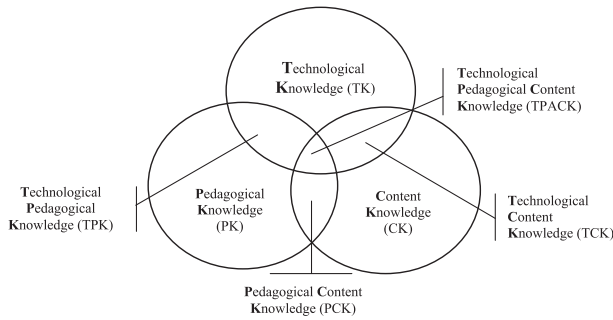 Technological
Knowledge (TK)
Technological
Pedagogical Content
Knowledge (TPACK)
Technological
Pedagogical
Knowledge (TPK)
Pedagogical
Knowledge
(PK)
Content
Knowledge
(CK)
Technological
Content
Knowledge (TCK)
Pedagogical Content
Knowledge (PCK)